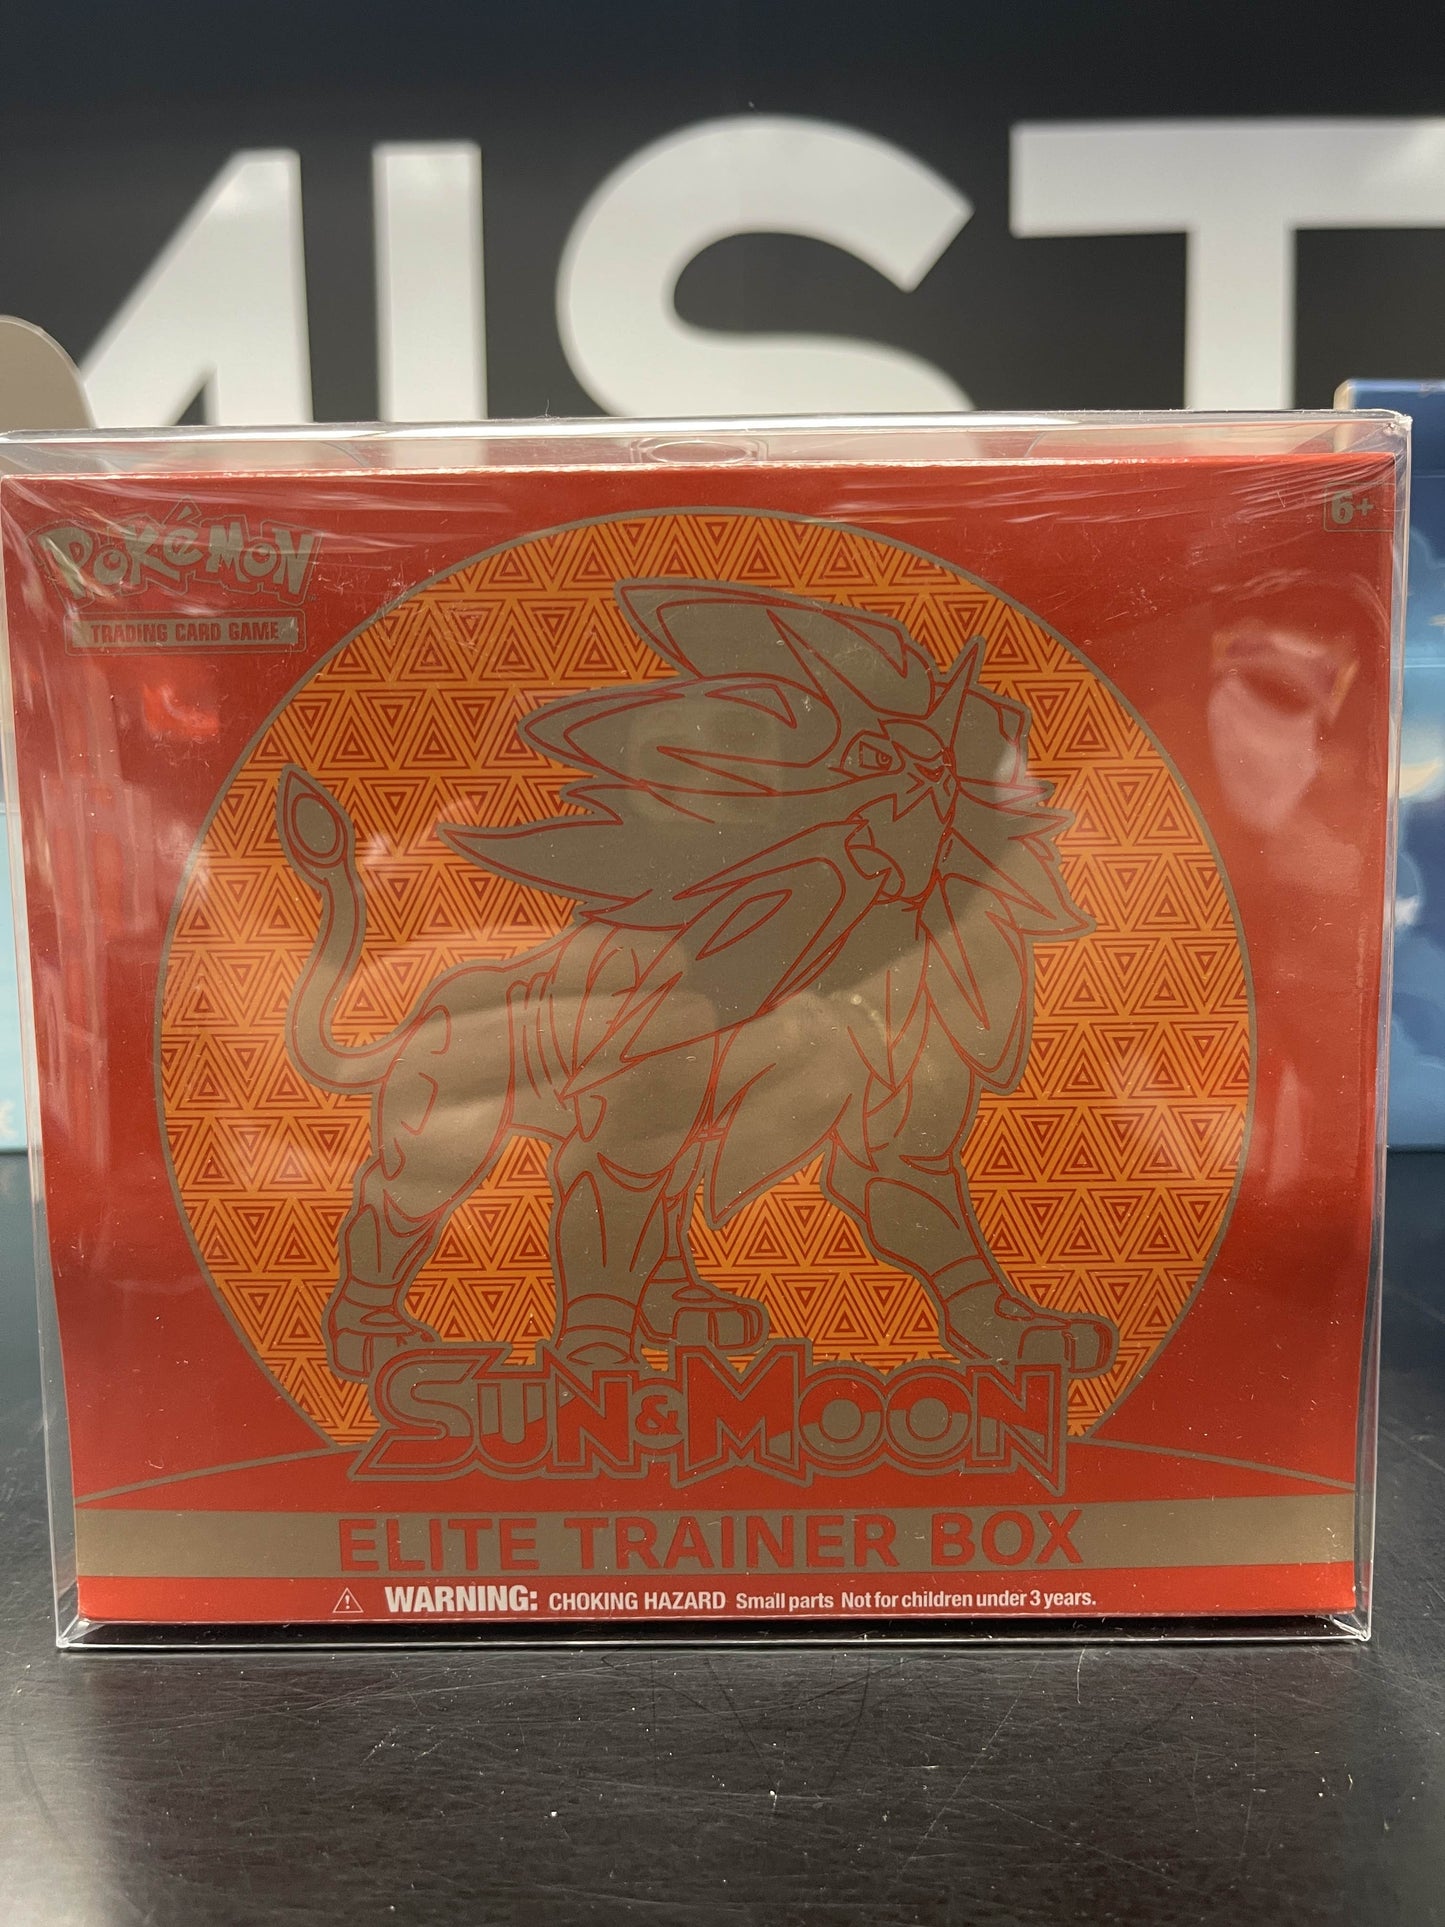 MIST
POKéMON
TRADING CARD GAME
6+
SUN & MOON
ELITE TRAINER BOX
WARNING: CHOKING HAZARD Small parts Not for children under 3 years.